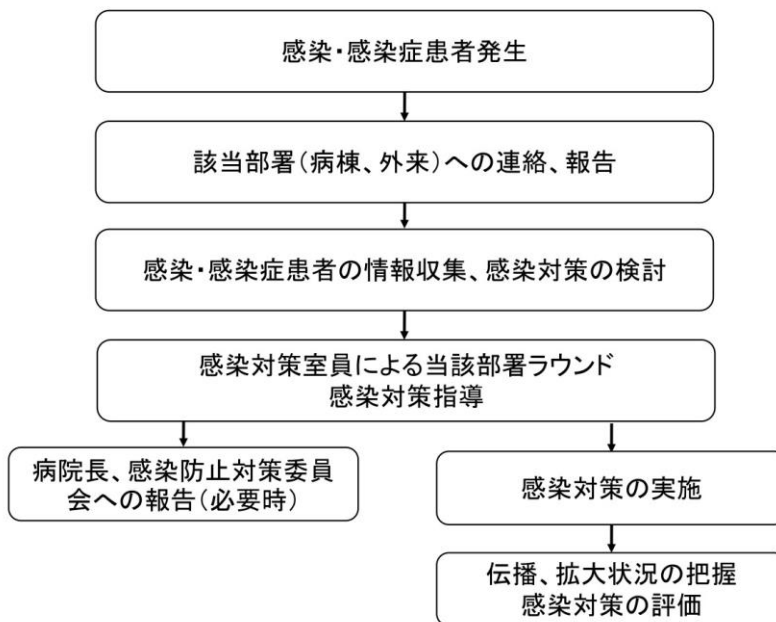 感染・感染症患者発生
該当部署(病棟、外来)への連絡、報告
感染・感染症患者の情報収集、感染対策の検討
感染対策室員による当該部署ラウンド
感染対策指導
病院長、感染防止対策委員
会への報告(必要時)
感染対策の実施
伝播、拡大状況の把握
感染対策の評価